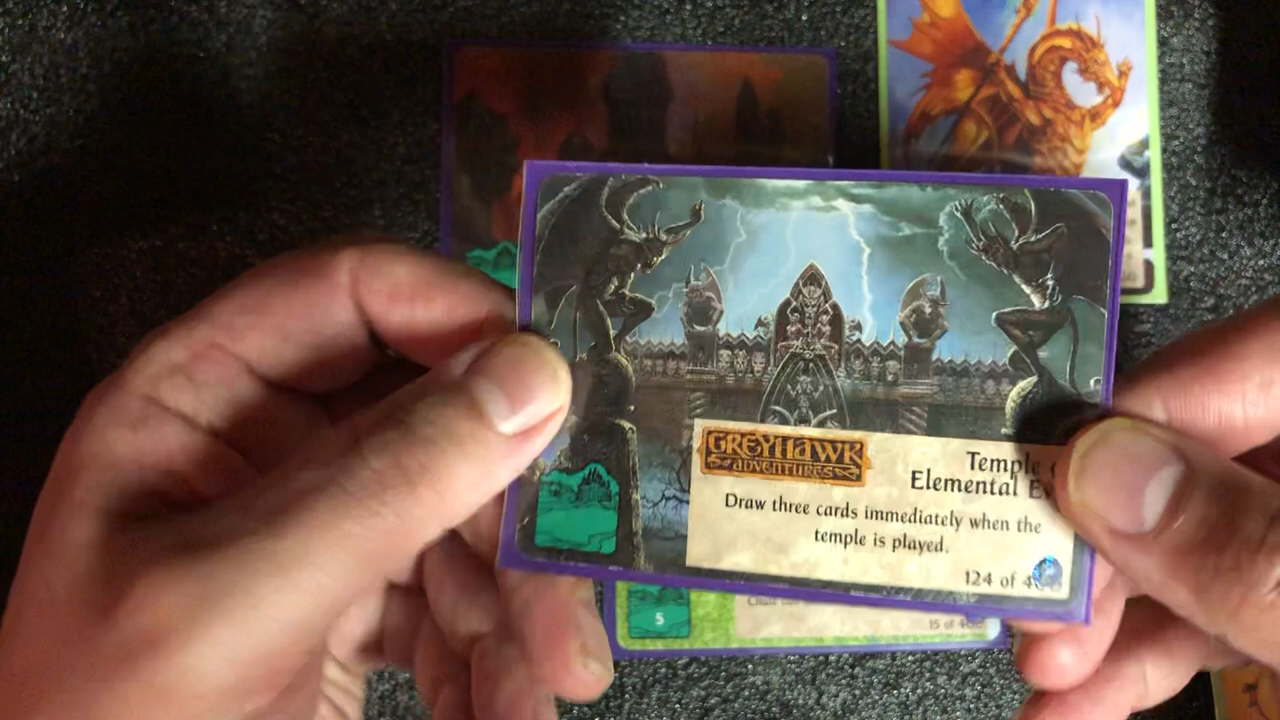 GREYHAWK
ADVENTURES
Temple
Elemental
Draw three cards immediately when the
temple is played.
124 of
5
15 of